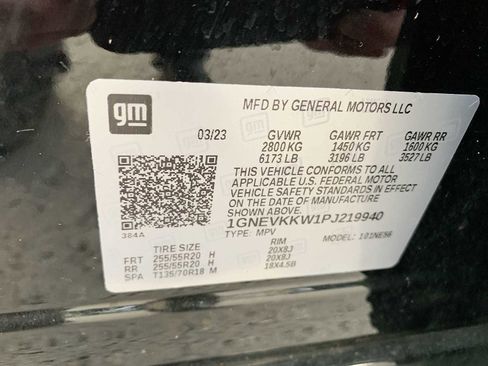 gm
MFD BY GENERAL MOTORS LLC
03/23 GVWR GAWR FRT GAWR RR
2800 KG 1450 KG 1600 KG
6173 LB 3196 LB 3527 LB
THIS VEHICLE CONFORMS TO ALL
APPLICABLE U.S. FEDERAL MOTOR
VEHICLE SAFETY STANDARDS IN EFFECT
ON THE DATE OF MANUFACTURE
SHOWN ABOVE.
384A 1GNEVKKW1PJ219940
TYPE: MPV MODEL: 1O1NE56
TIRE SIZE RIM
FRT 255/55R20 H 20X8J
RR 255/55R20 H 20X8J
SPA T135/70R18 M 18X4.5B